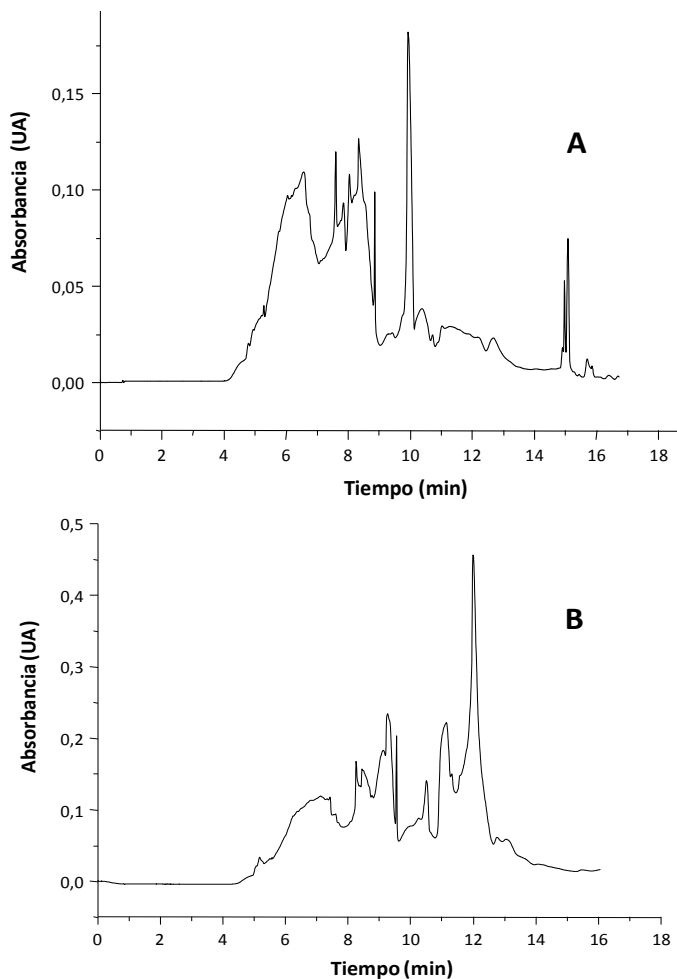 0,15
A
0,10
0,05
0,00
Absorbancia (UA)
0 2 4 6 8 10 12 14 16 18
Tiempo (min)
0,5
0,4
B
0,3
0,2
0,1
0,0
Absorbancia (UA)
0 2 4 6 8 10 12 14 16 18
Tiempo (min)